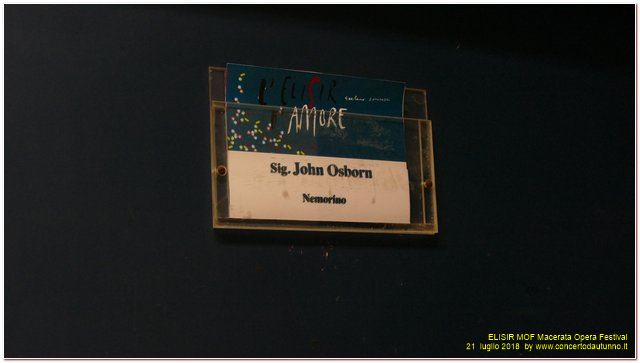 L'ELISIR
D'AMORE
Sig. John Osborn
Nemorino
ELISIR MOF Macerata Opera Festival
21 luglio 2018 by www.concertodautunno.it